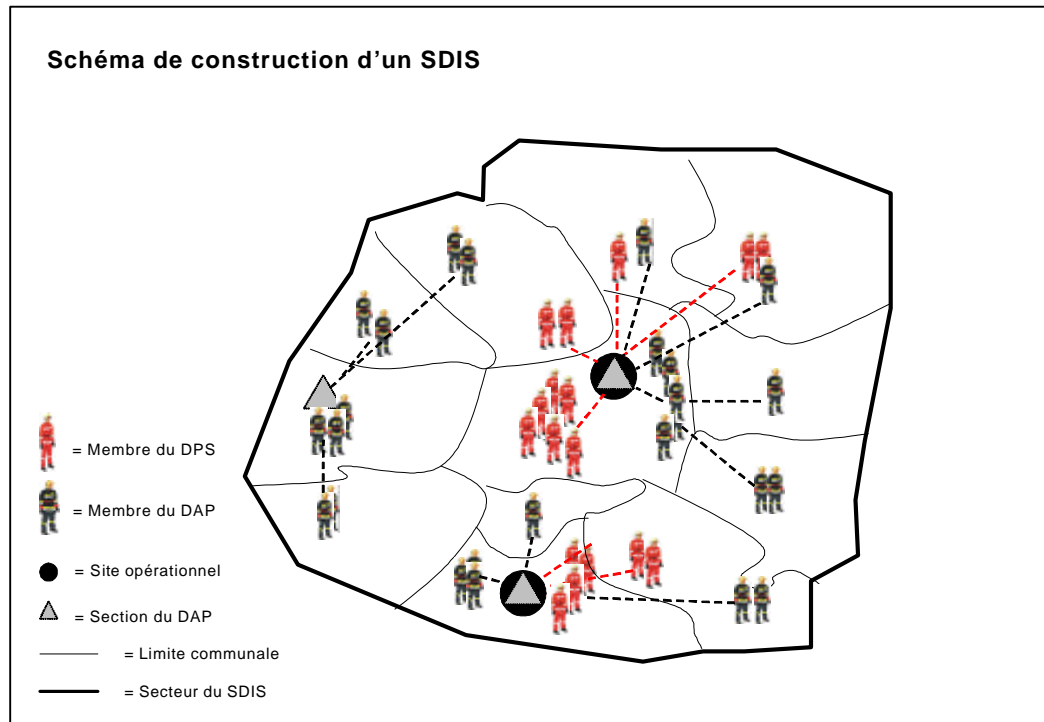 Schéma de construction d’un SDIS
= Membre du DPS
= Membre du DAP
= Site opérationnel
= Section du DAP
= Limite communale
= Secteur du SDIS